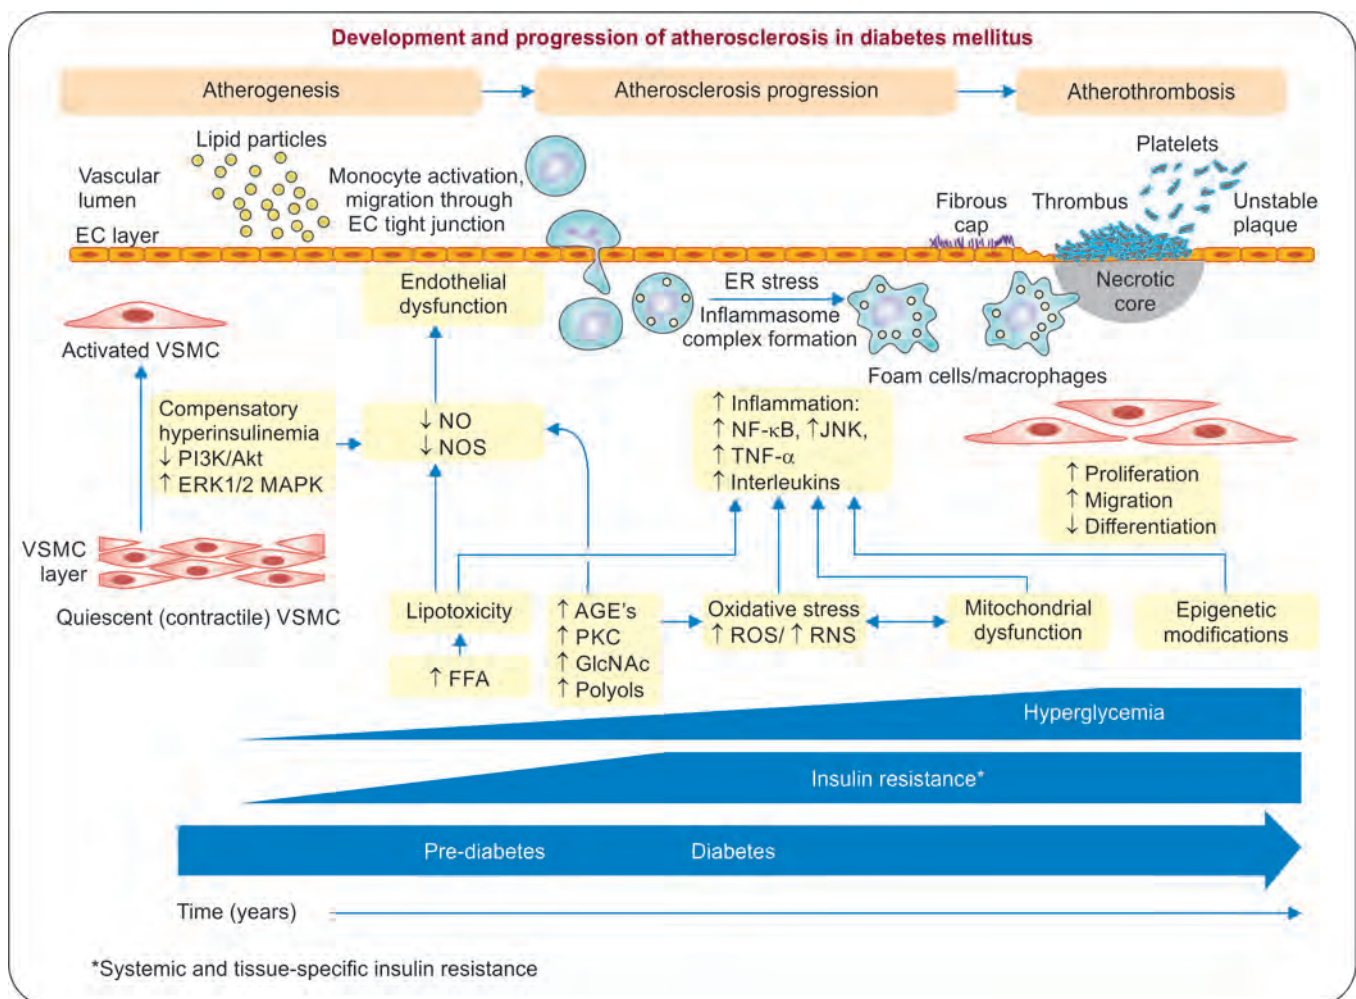 Development and progression of atherosclerosis in diabetes mellitus
Atherogenesis
Atherosclerosis progression
Atherothrombosis
Lipid particles
Vascular
lumen
EC layer
Monocyte activation,
migration through
EC tight junction
Platelets
Fibrous
cap
Thrombus
Unstable
plaque
Endothelial
dysfunction
ER stress
Inflammasome
complex formation
Necrotic
core
Activated VSMC
Foam cells/macrophages
Compensatory
hyperinsulinemia
↓ PI3K/Akt
↑ ERK1/2 MAPK
↓ NO
↓ NOS
↑ Inflammation:
↑ NF-κB, ↑JNK,
↑ TNF-α
↑ Interleukins
↑ Proliferation
↑ Migration
↓ Differentiation
VSMC
layer
Quiescent (contractile) VSMC
Lipotoxicity
↑ FFA
↑ AGE's
↑ PKC
↑ GlcNAc
↑ Polyols
Oxidative stress
↑ ROS/ ↑ RNS
Mitochondrial
dysfunction
Epigenetic
modifications
Hyperglycemia
Insulin resistance*
Pre-diabetes
Diabetes
Time (years)
*Systemic and tissue-specific insulin resistance